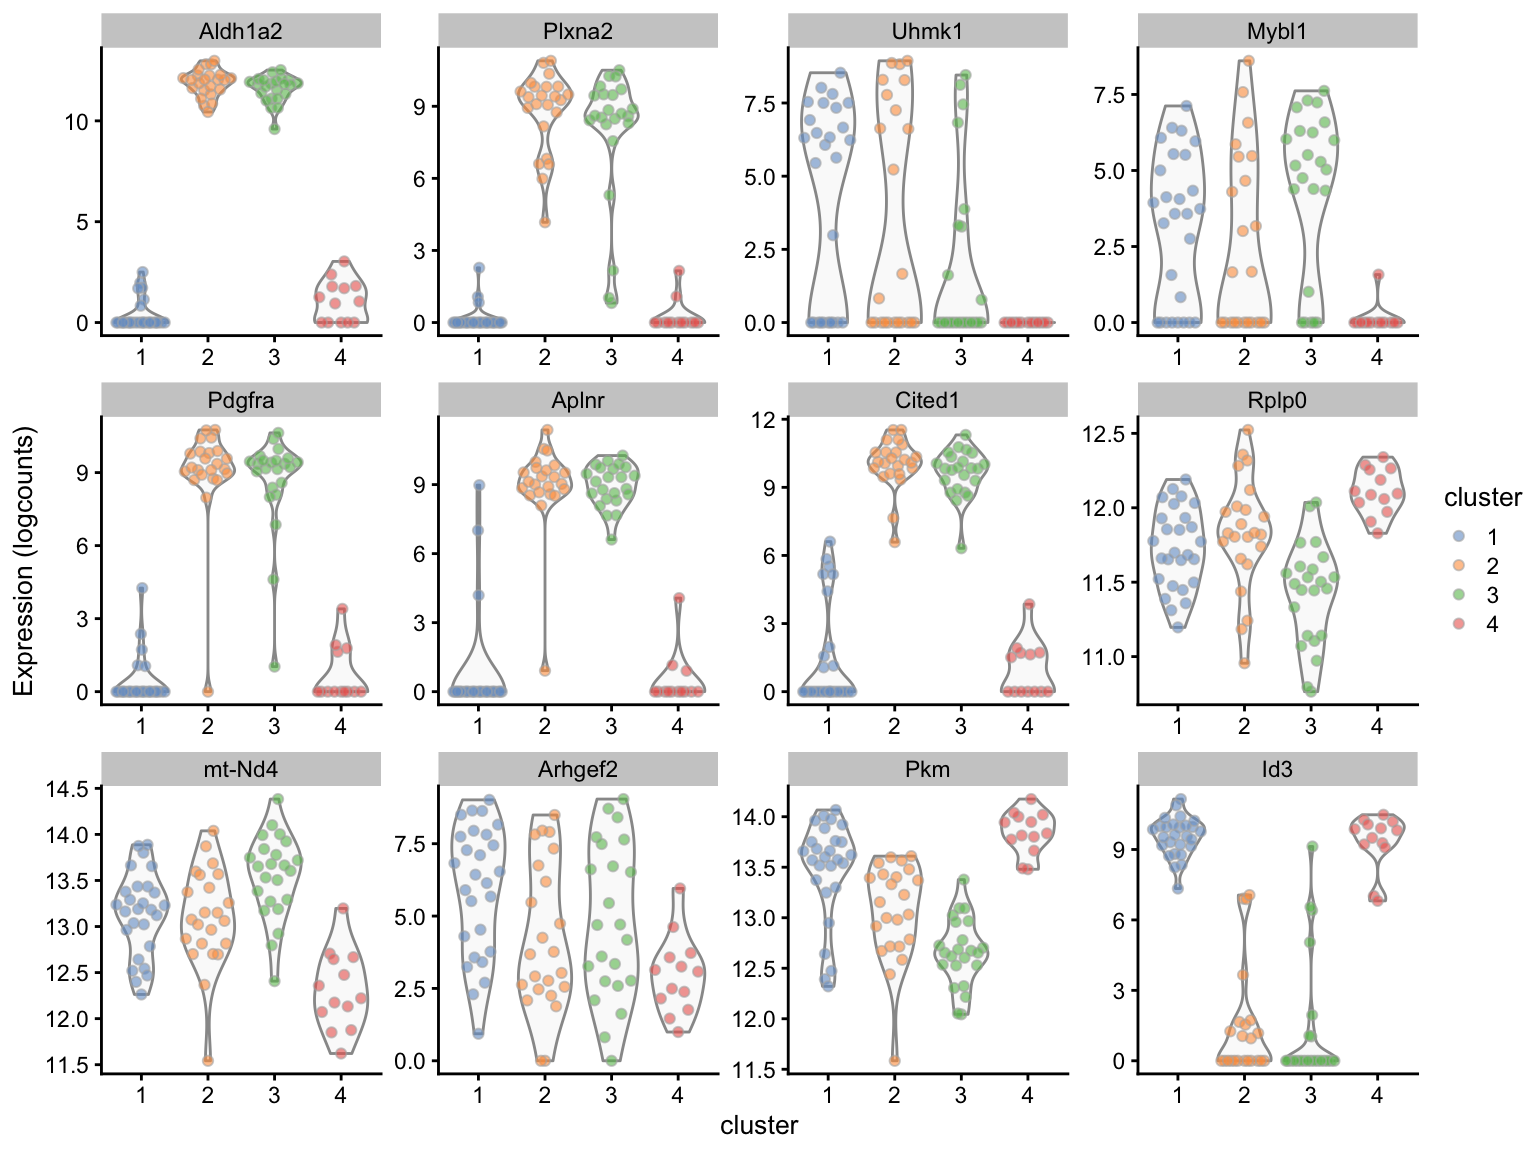 Aldh1a2 Plxna2 Uhmk1 Mybl1
10 5 0
9 6 3 0
7.5 5.0 2.5 0.0
7.5 5.0 2.5 0.0
1 2 3 4 1 2 3 4 1 2 3 4 1 2 3 4
Pdgfra Aplnr Cited1 Rplp0
9 6 3 0
9 6 3 0
12 9 6 3 0
12.5 12.0 11.5 11.0
1 2 3 4 1 2 3 4 1 2 3 4 1 2 3 4
mt-Nd4 Arhgef2 Pkm Id3
14.5 14.0 13.5 13.0 12.5 12.0 11.5
7.5 5.0 2.5 0.0
14.0 13.5 13.0 12.5 12.0 11.5
9 6 3 0
1 2 3 4 1 2 3 4 1 2 3 4 1 2 3 4
Expression (logcounts)
cluster
cluster
1
2
3
4